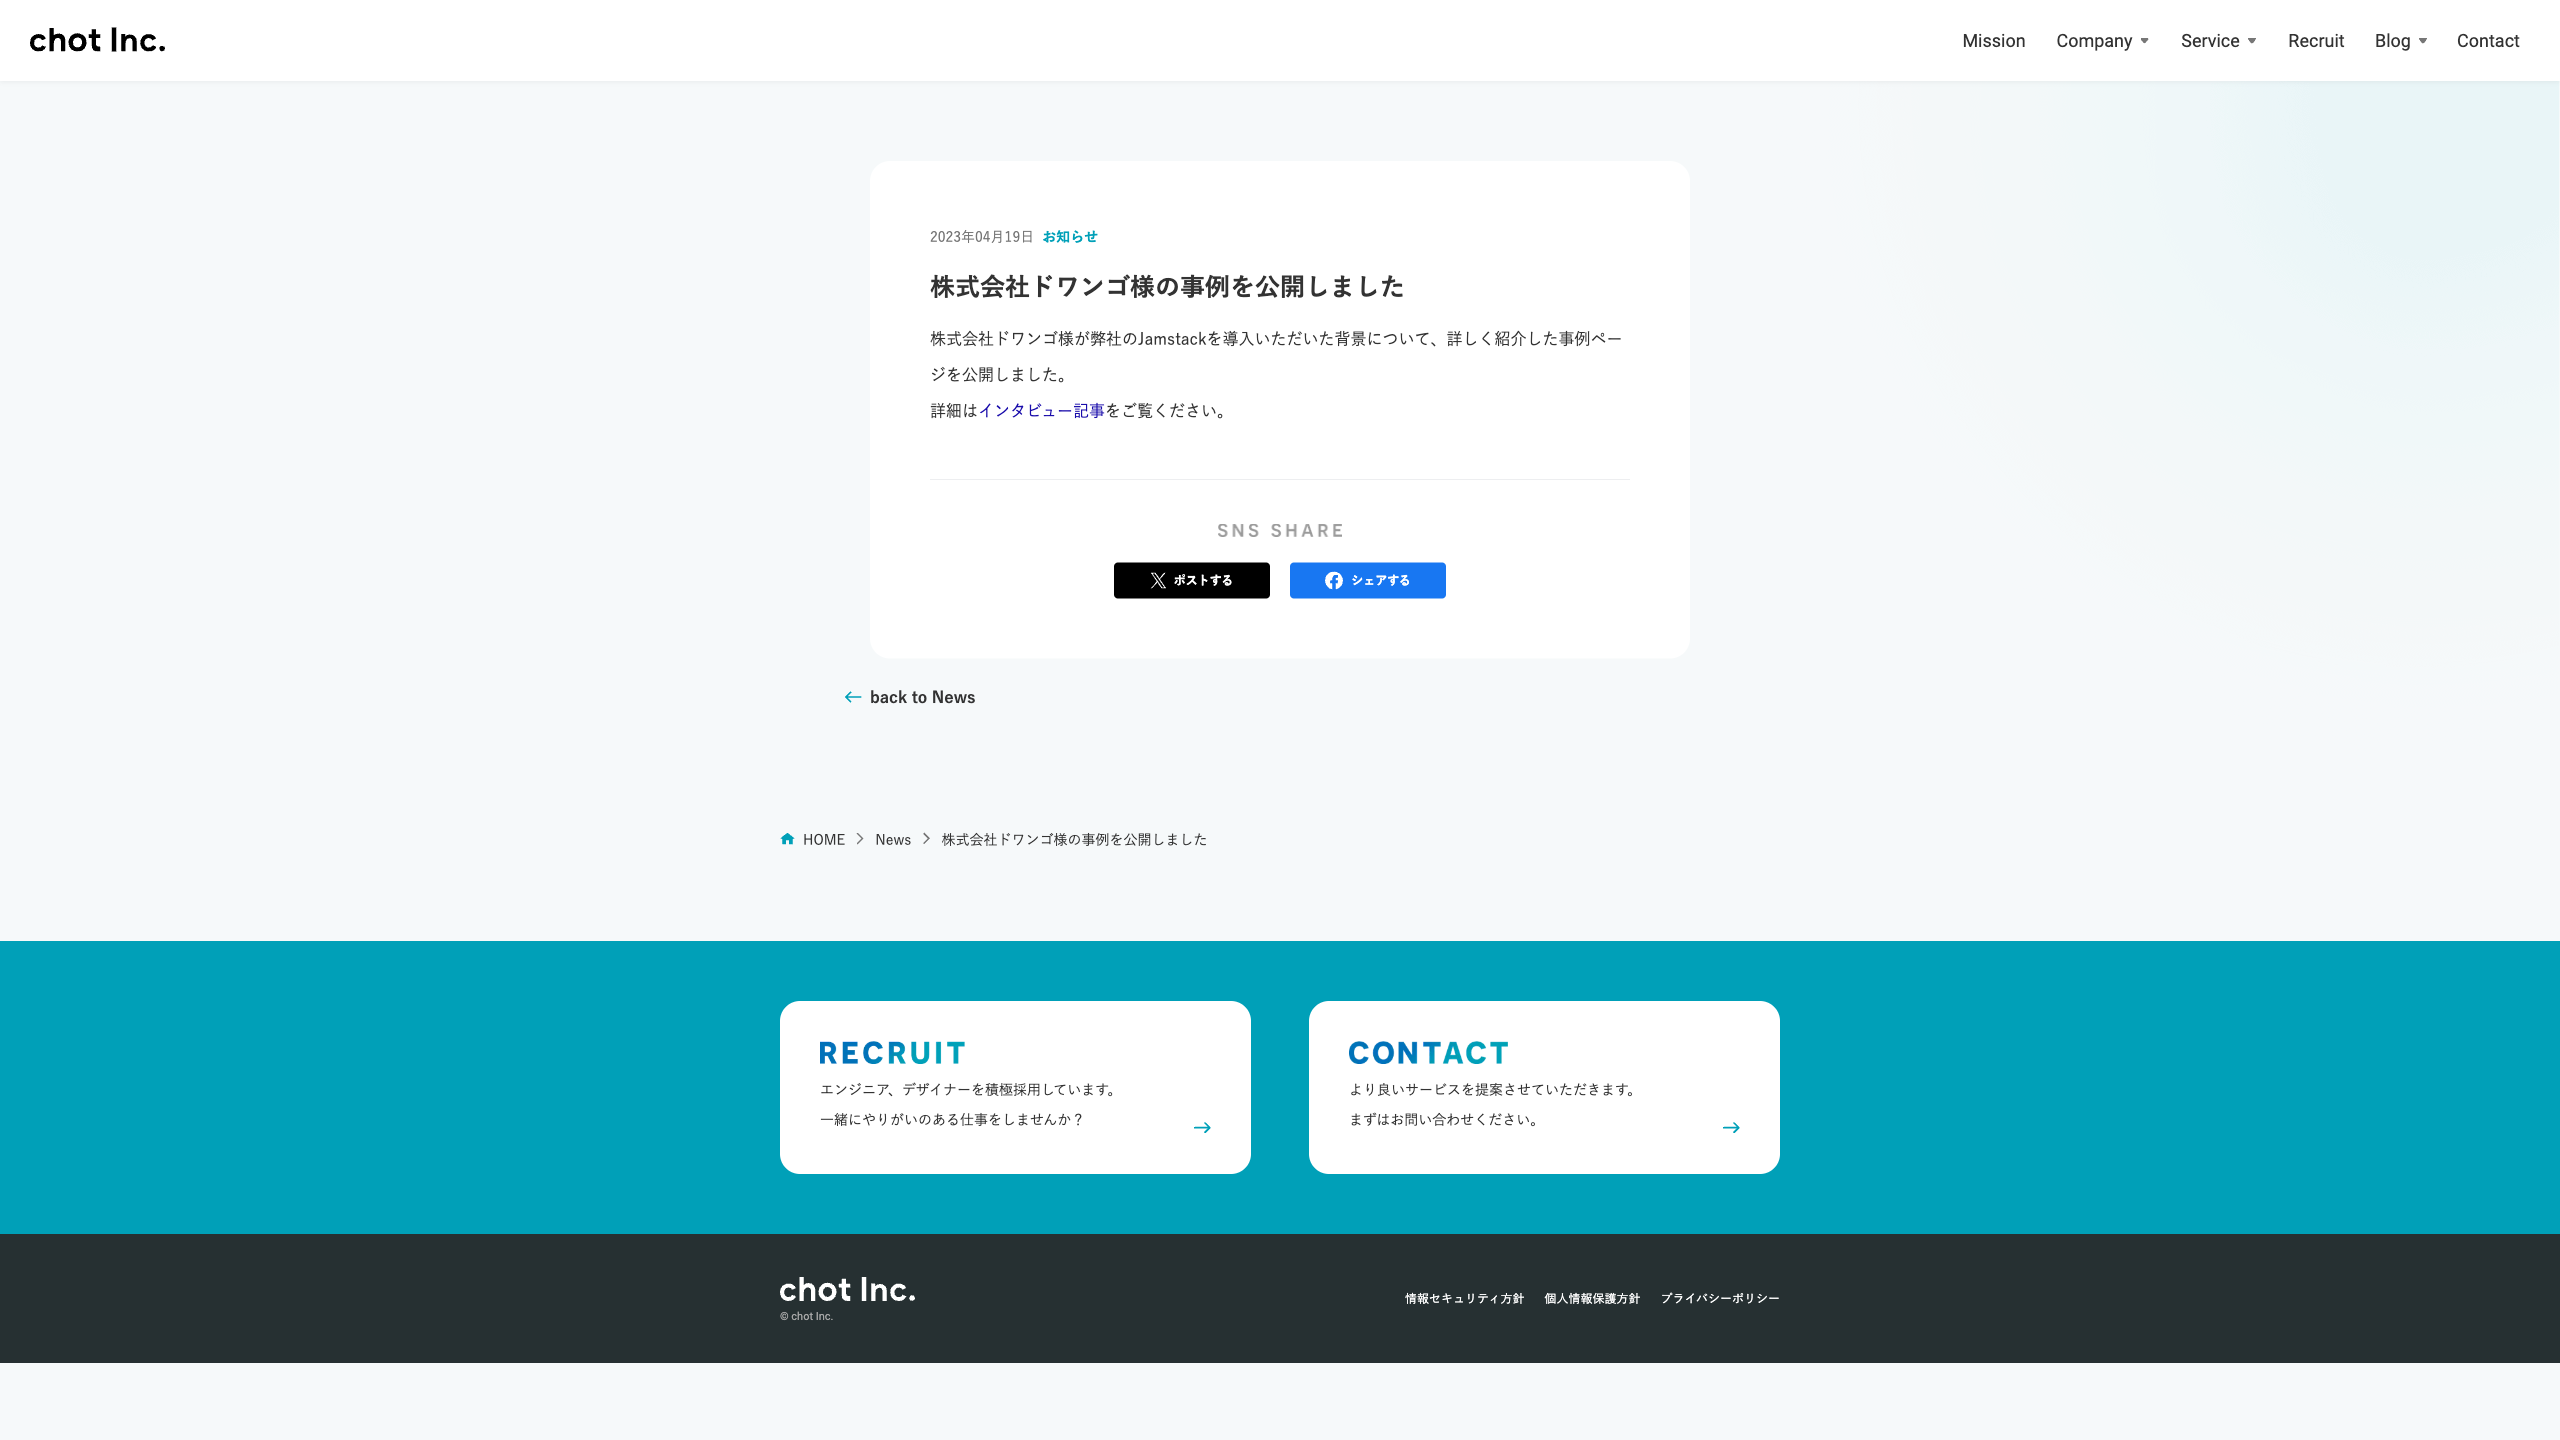 chot Inc.
Mission Company Service Recruit Blog Contact
2023年04月19日 お知らせ
株式会社ドワンゴ様の事例を公開しました
株式会社ドワンゴ様が弊社のJamstackを導入いただいた背景について、詳しく紹介した事例ペー
ジを公開しました。
詳細はインタビュー記事をご覧ください。
SNS SHARE
ポストする シェアする
back to News
HOME News 株式会社ドワンゴ様の事例を公開しました
RECRUIT
エンジニア、デザイナーを積極採用しています。
一緒にやりがいのある仕事をしませんか？
CONTACT
より良いサービスを提案させていただきます。
まずはお問い合わせください。
chot Inc.
© chot Inc.
情報セキュリティ方針 個人情報保護方針 プライバシーポリシー